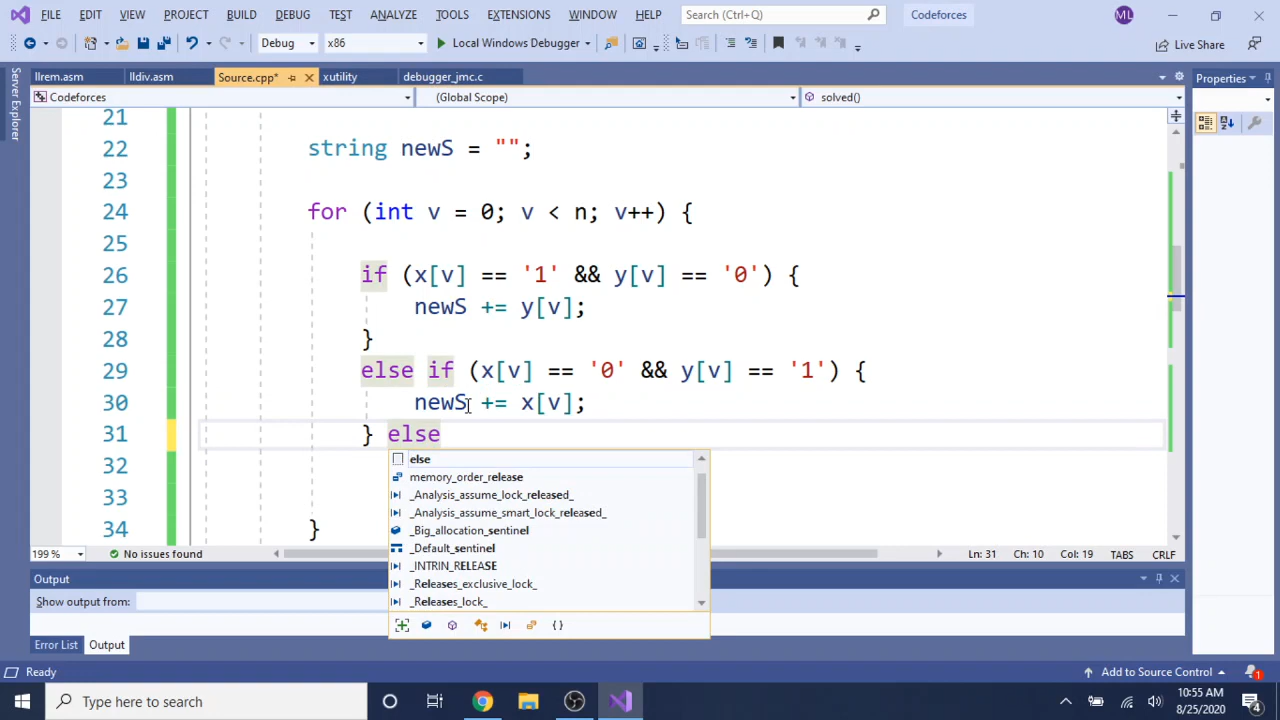 FILE EDIT VIEW PROJECT BUILD DEBUG TEST ANALYZE TOOLS EXTENSIONS WINDOW HELP Search (Ctrl+Q) Codeforces ML
Debug x86 Local Windows Debugger Live Share
Server Explorer
llrem.asm lldiv.asm Source.cpp* xutility debugger_jmc.c Properties
Codeforces (Global Scope) solved()
21
22 string newS = "";
23
24 for (int v = 0; v < n; v++) {
25
26 if (x[v] == '1' && y[v] == '0') {
27 newS += y[v];
28 }
29 else if (x[v] == '0' && y[v] == '1') {
30 newS += x[v];
31 } else
32
33
34 }
else
memory_order_release
_Analysis_assume_lock_released_
_Analysis_assume_smart_lock_released_
_Big_allocation_sentinel
_Default_sentinel
_INTRIN_RELEASE
_Releases_exclusive_lock_
_Releases_lock_
{ }
199 % No issues found Ln: 31 Ch: 10 Col: 19 TABS CRLF
Output
Show output from:
Error List Output
Ready Add to Source Control 1
Type here to search 10:55 AM
8/25/2020 4